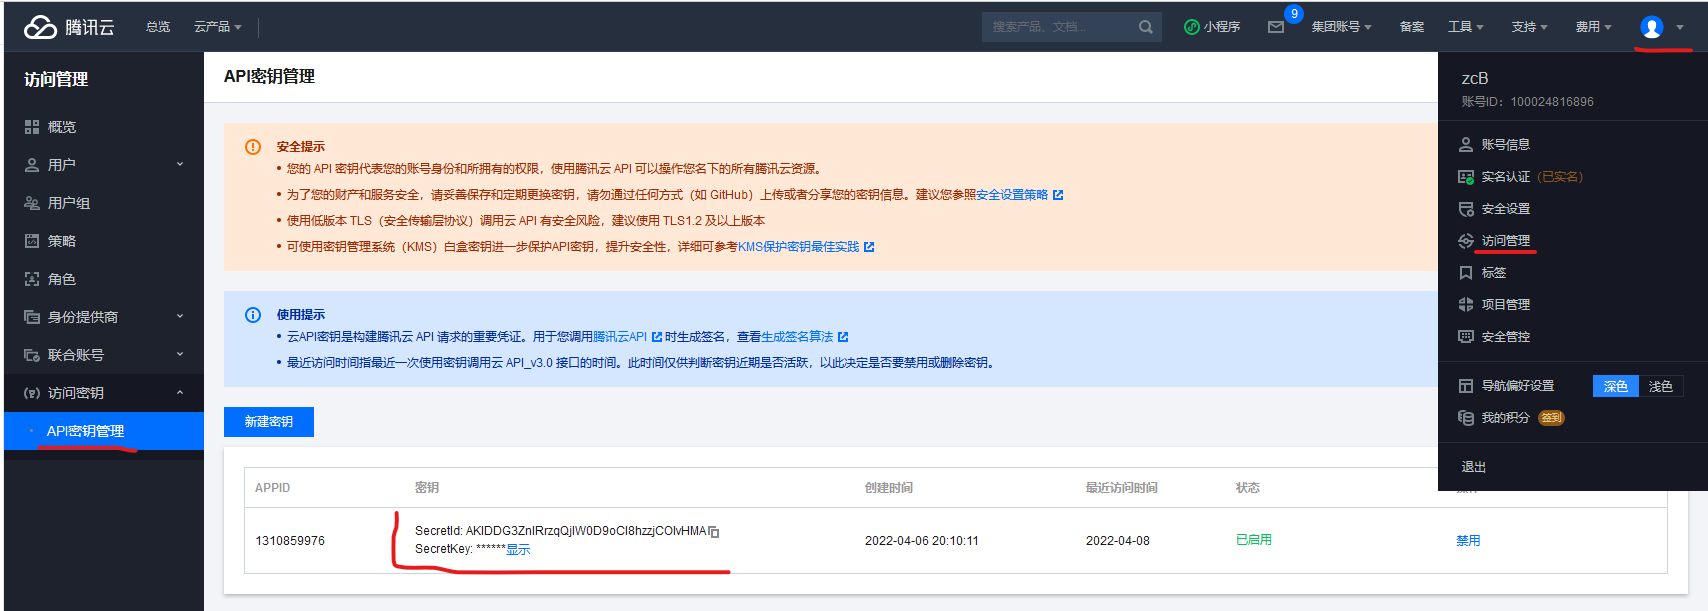 腾讯云 总览 云产品 搜索产品、文档... 小程序 9 集团账号 备案 工具 支持 费用
访问管理
概览
用户
用户组
策略
角色
身份提供商
联合账号
访问密钥
API密钥管理
API密钥管理
安全提示
• 您的 API 密钥代表您的账号身份和所拥有的权限，使用腾讯云 API 可以操作您名下的所有腾讯云资源。
• 为了您的财产和服务安全，请妥善保存和定期更换密钥，请勿通过任何方式（如 GitHub）上传或者分享您的密钥信息。建议您参照安全设置策略
• 使用低版本 TLS（安全传输层协议）调用云 API 有安全风险，建议使用 TLS1.2 及以上版本
• 可使用密钥管理系统（KMS）白盒密钥进一步保护API密钥，提升安全性，详细可参考KMS保护密钥最佳实践
使用提示
• 云API密钥是构建腾讯云 API 请求的重要凭证。用于您调用腾讯云API 时生成签名，查看生成签名算法
• 最近访问时间指最近一次使用密钥调用云 API_v3.0 接口的时间。此时间仅供判断密钥近期是否活跃，以此决定是否要禁用或删除密钥。
新建密钥
APPID 密钥 创建时间 最近访问时间 状态 操作
1310859976 SecretId: AKIDDG3ZnIRrzqQjIW0D9oCI8hzzjCOIvHMA 2022-04-06 20:10:11 2022-04-08 已启用 禁用
SecretKey: ******显示
zcB
账号ID：100024816896
账号信息
实名认证（已实名）
安全设置
访问管理
标签
项目管理
安全管控
导航偏好设置 深色 浅色
我的积分 签到
退出